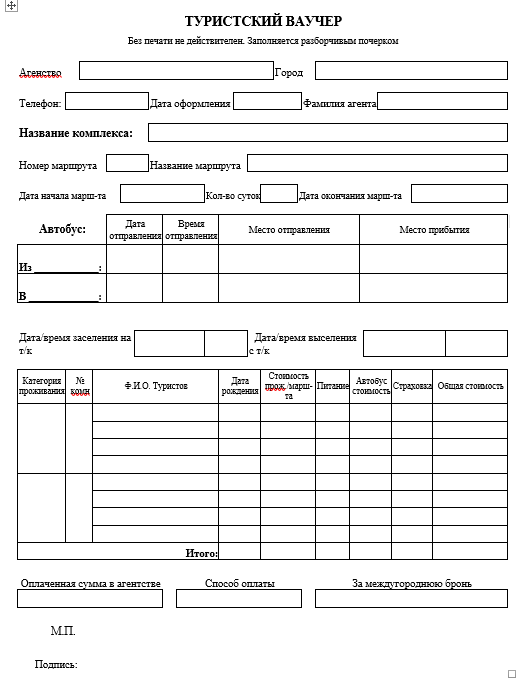 ТУРИСТСКИЙ ВАУЧЕР
Без печати не действителен. Заполняется разборчивым почерком
Агенство Город
Телефон: Дата оформления Фамилия агента
Название комплекса:
Номер маршрута Название маршрута
Дата начала марш-та Кол-во суток Дата окончания марш-та
Автобус: Дата отправления Время отправления Место отправления Место прибытия
Из ____________:
В _____________:
Дата/время заселения на т/к Дата/время выселения с т/к
Категория проживания № комн Ф.И.О. Туристов Дата рождения Стоимость прож./марш-та Питание Автобус стоимость Страховка Общая стоимость
Итого:
Оплаченная сумма в агентстве Способ оплаты За междугороднюю бронь
М.П.
Подпись: